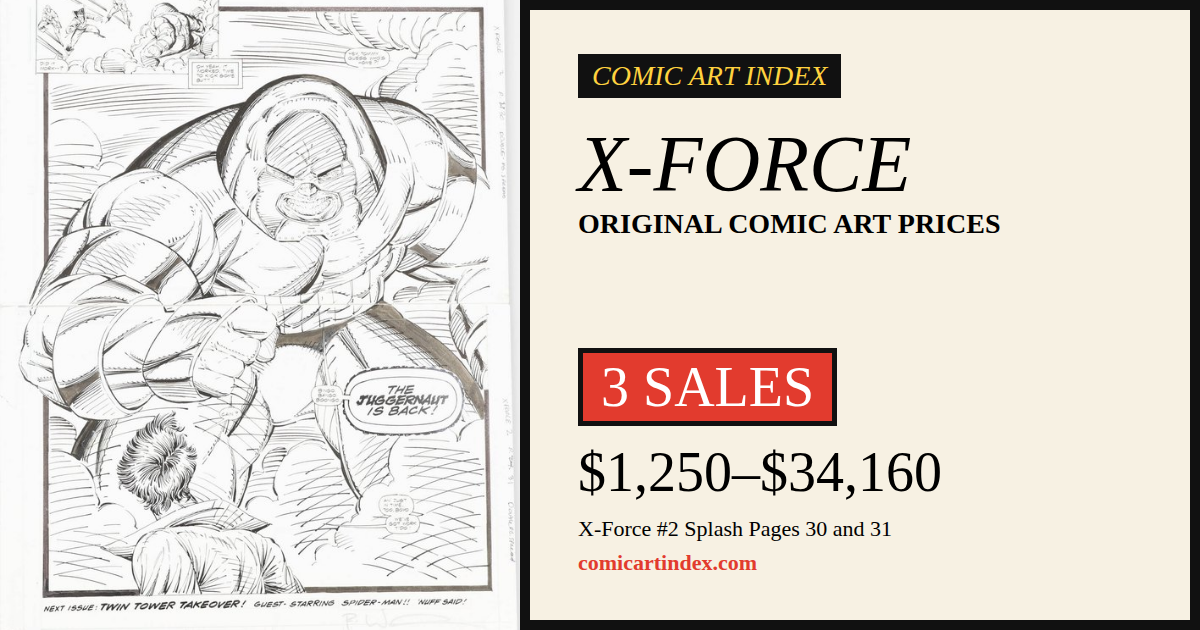 THE
JUGGERNAUT
IS BACK!
NEXT ISSUE: TWIN TOWER TAKEOVER! GUEST-STARRING SPIDER-MAN!! 'NUFF SAID!
COMIC ART INDEX
X-FORCE
ORIGINAL COMIC ART PRICES
3 SALES
$1,250–$34,160
X-Force #2 Splash Pages 30 and 31
comicartindex.com